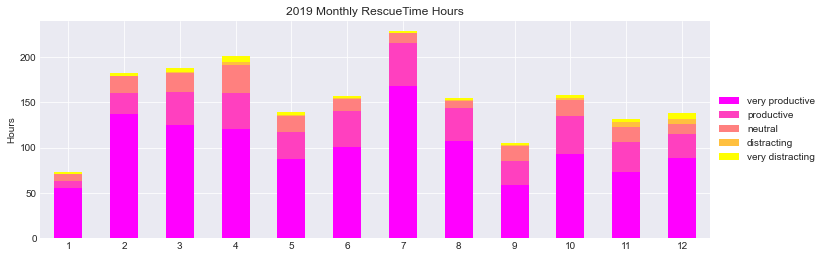 2019 Monthly RescueTime Hours
Hours
200
150
100
50
0
1 2 3 4 5 6 7 8 9 10 11 12
very productive
productive
neutral
distracting
very distracting